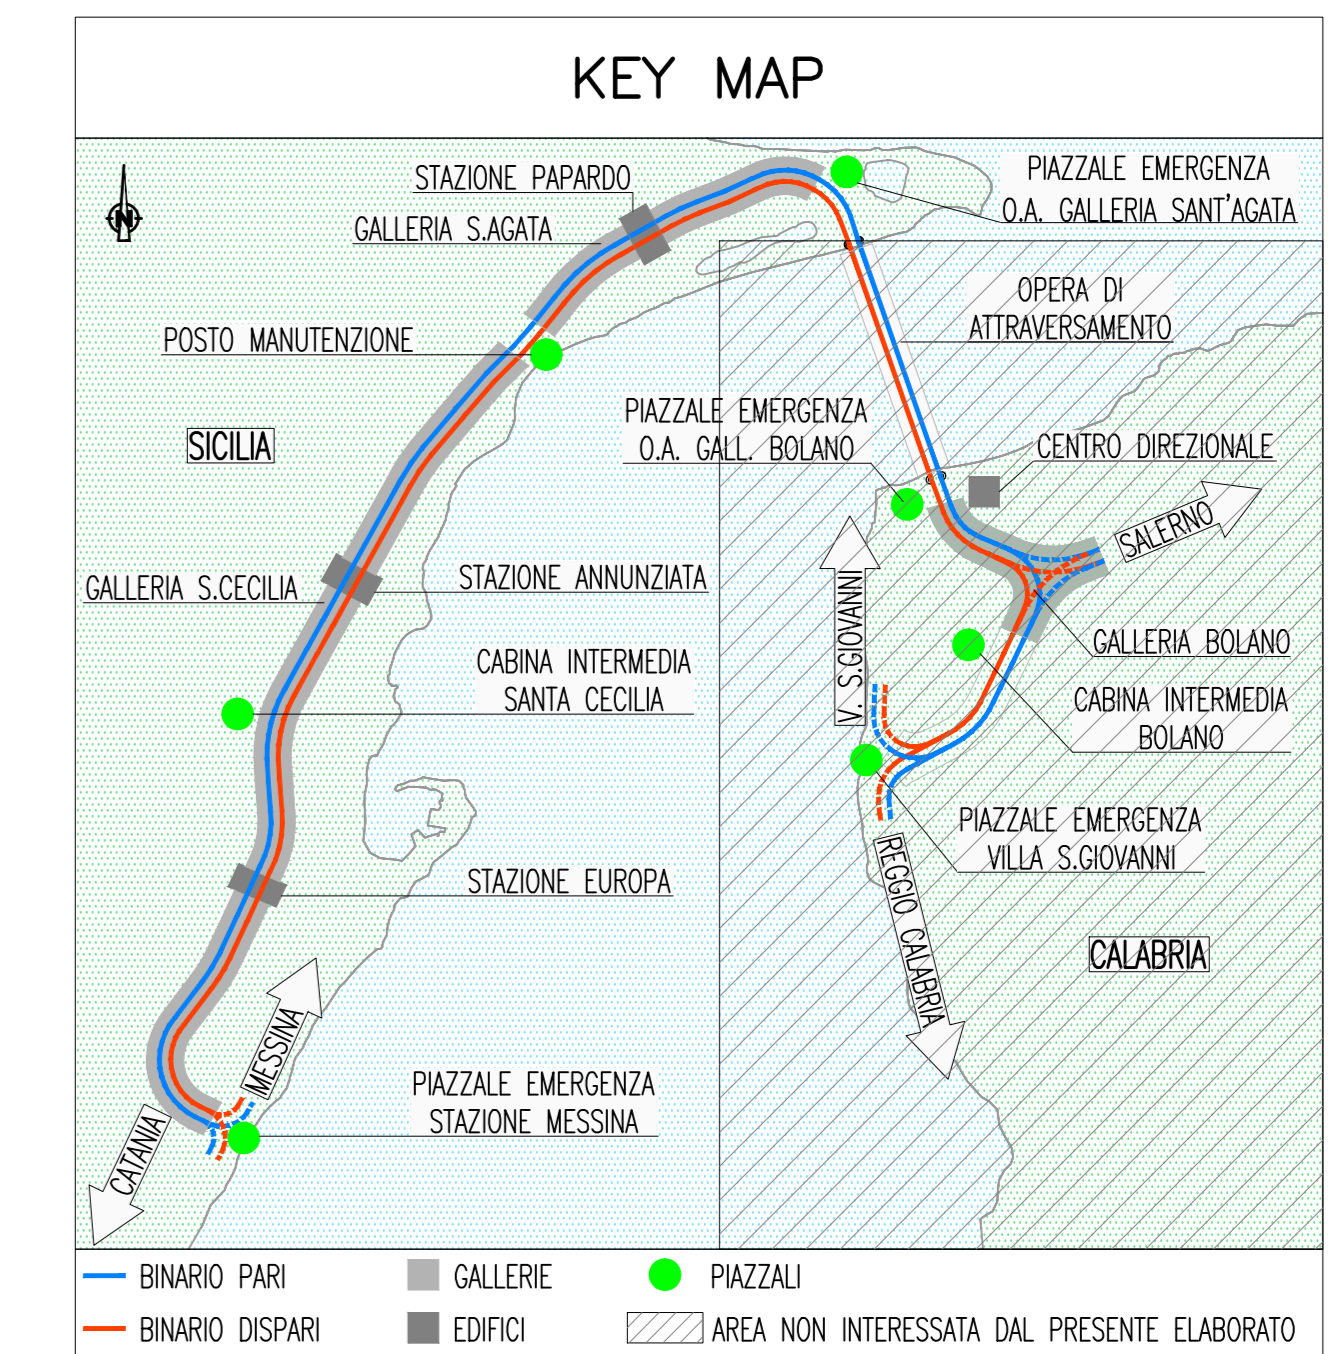 KEY MAP
N
STAZIONE PAPARDO
GALLERIA S.AGATA
PIAZZALE EMERGENZA
O.A. GALLERIA SANT'AGATA
OPERA DI
ATTRAVERSAMENTO
POSTO MANUTENZIONE
SICILIA
PIAZZALE EMERGENZA
O.A. GALL. BOLANO
CENTRO DIREZIONALE
SALERNO
GALLERIA S.CECILIA
STAZIONE ANNUNZIATA
V. S.GIOVANNI
GALLERIA BOLANO
CABINA INTERMEDIA
SANTA CECILIA
CABINA INTERMEDIA
BOLANO
PIAZZALE EMERGENZA
VILLA S.GIOVANNI
STAZIONE EUROPA
REGGIO CALABRIA
CALABRIA
MESSINA
PIAZZALE EMERGENZA
STAZIONE MESSINA
CATANIA
BINARIO PARI
GALLERIE
PIAZZALI
BINARIO DISPARI
EDIFICI
AREA NON INTERESSATA DAL PRESENTE ELABORATO